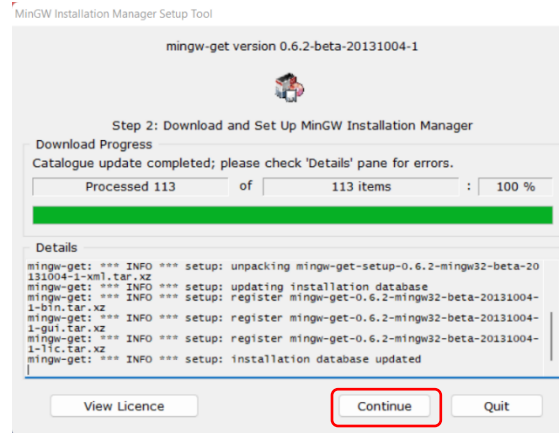 MinGW Installation Manager Setup Tool
mingw-get version 0.6.2-beta-20131004-1
Step 2: Download and Set Up MinGW Installation Manager
Download Progress
Catalogue update completed; please check 'Details' pane for errors.
Processed 113 of 113 items : 100 %
Details
mingw-get: *** INFO *** setup: unpacking mingw-get-setup-0.6.2-mingw32-beta-20
131004-1-xml.tar.xz
mingw-get: *** INFO *** setup: updating installation database
mingw-get: *** INFO *** setup: register mingw-get-0.6.2-mingw32-beta-20131004-
1-bin.tar.xz
mingw-get: *** INFO *** setup: register mingw-get-0.6.2-mingw32-beta-20131004-
1-gui.tar.xz
mingw-get: *** INFO *** setup: register mingw-get-0.6.2-mingw32-beta-20131004-
1-lic.tar.xz
mingw-get: *** INFO *** setup: installation database updated
View Licence Continue Quit